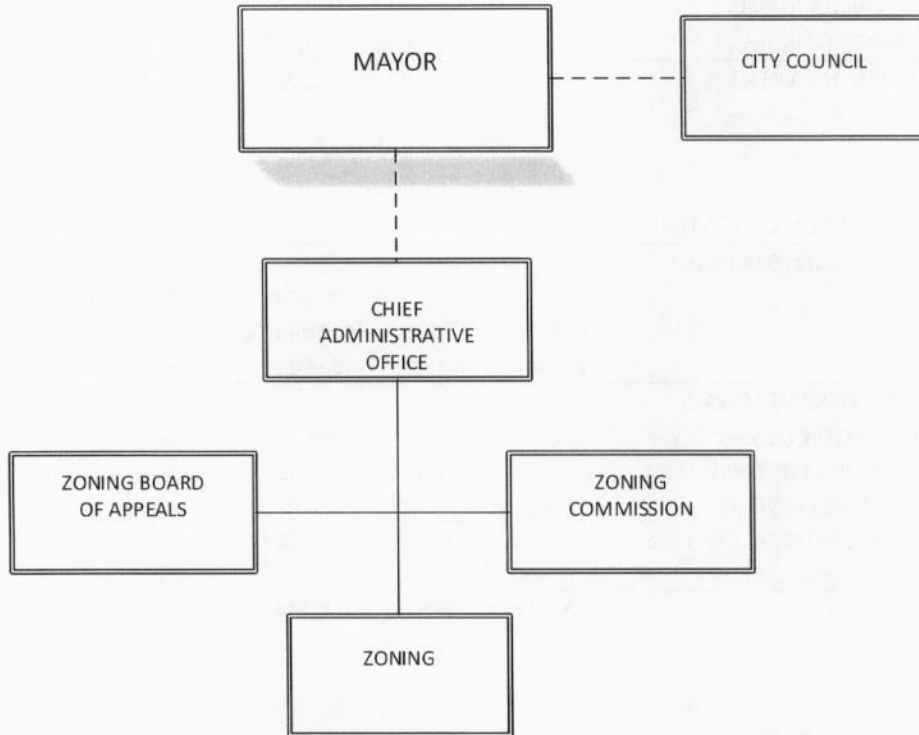 MAYOR
CITY COUNCIL
CHIEF
ADMINISTRATIVE
OFFICE
ZONING BOARD
OF APPEALS
ZONING
COMMISSION
ZONING